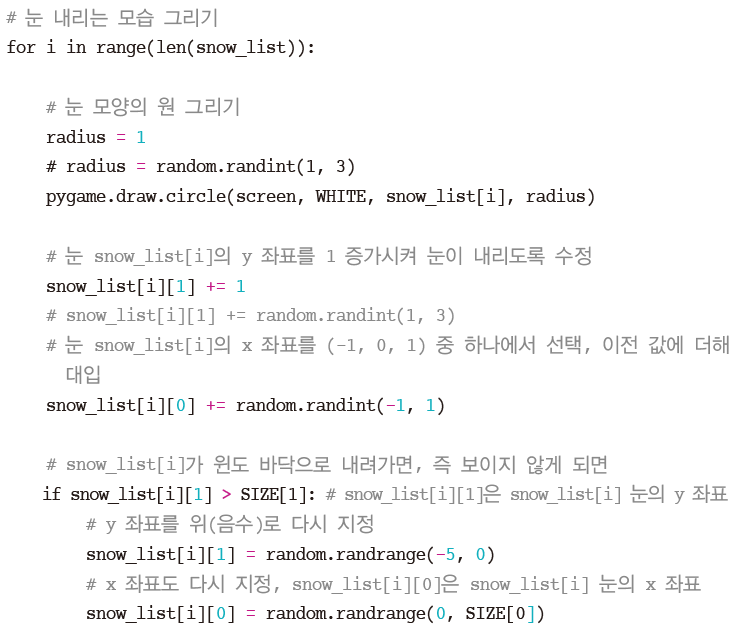 # 눈 내리는 모습 그리기
for i in range(len(snow_list)):
# 눈 모양의 원 그리기
radius = 1
# radius = random.randint(1, 3)
pygame.draw.circle(screen, WHITE, snow_list[i], radius)
# 눈 snow_list[i]의 y 좌표를 1 증가시켜 눈이 내리도록 수정
snow_list[i][1] += 1
# snow_list[i][1] += random.randint(1, 3)
# 눈 snow_list[i]의 x 좌표를 (-1, 0, 1) 중 하나에서 선택, 이전 값에 더해
대입
snow_list[i][0] += random.randint(-1, 1)
# snow_list[i]가 윈도 바닥으로 내려가면, 즉 보이지 않게 되면
if snow_list[i][1] > SIZE[1]: # snow_list[i][1]은 snow_list[i] 눈의 y 좌표
# y 좌표를 위(음수)로 다시 지정
snow_list[i][1] = random.randrange(-5, 0)
# x 좌표도 다시 지정, snow_list[i][0]은 snow_list[i] 눈의 x 좌표
snow_list[i][0] = random.randrange(0, SIZE[0])